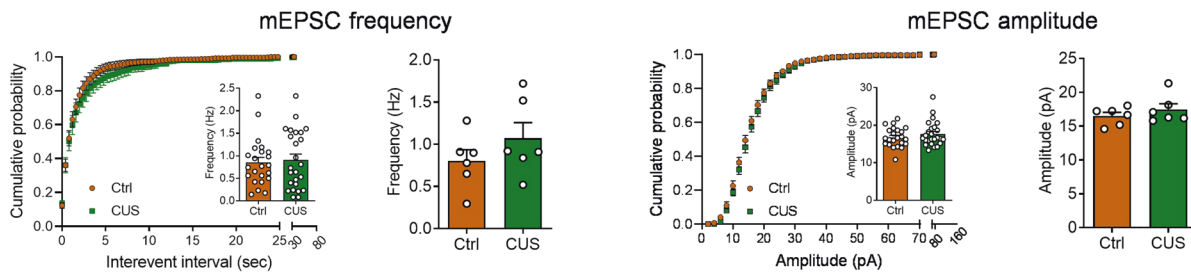 mEPSC frequency
mEPSC amplitude
Cumulative probability
1.0
0.8
0.6
0.4
0.2
0.0
0
5
10
15
20
25
80
Interevent interval (sec)
Ctrl
CUS
Frequency (Hz)
2.5
2.0
1.5
1.0
0.5
0.0
Ctrl
CUS
Frequency (Hz)
2.0
1.5
1.0
0.5
0.0
Ctrl
CUS
Cumulative probability
1.0
0.8
0.6
0.4
0.2
0.0
0
10
20
30
40
50
60
70
80
160
Amplitude (pA)
Ctrl
CUS
Amplitude (pA)
30
20
10
0
Ctrl
CUS
Amplitude (pA)
25
20
15
10
5
0
Ctrl
CUS